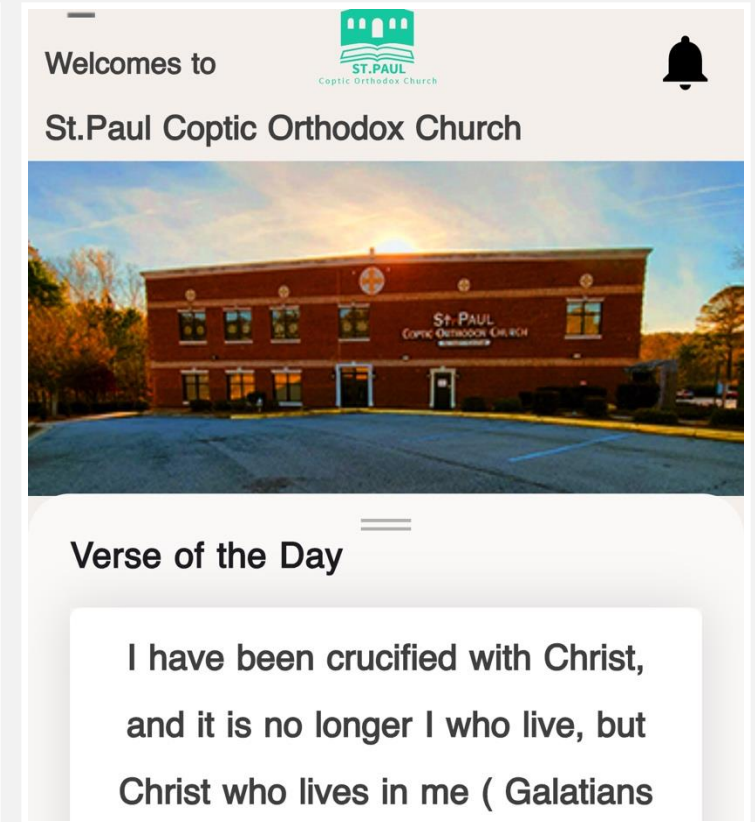 Welcomes to
ST.PAUL
Coptic Orthodox Church
St.Paul Coptic Orthodox Church
St. PAUL
COPTIC ORTHODOX CHURCH
Verse of the Day
I have been crucified with Christ,
and it is no longer I who live, but
Christ who lives in me ( Galatians